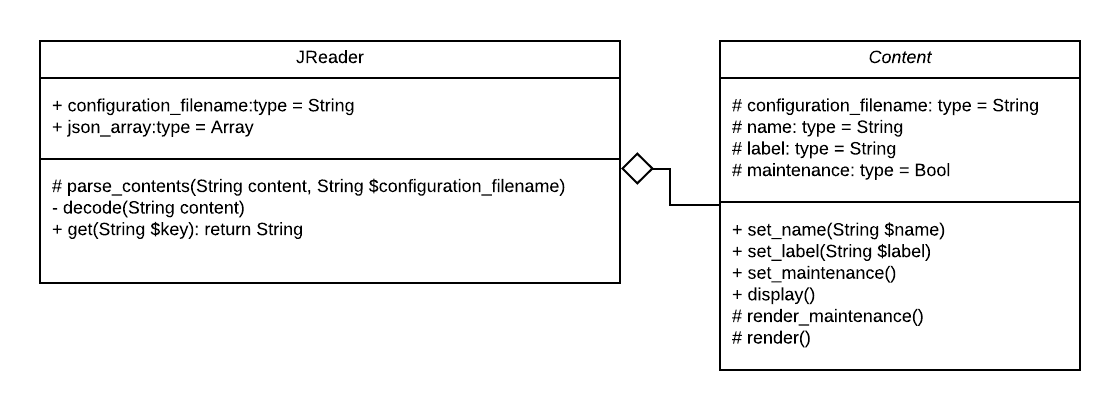 JReader
+ configuration_filename:type = String
+ json_array:type = Array
# parse_contents(String content, String $configuration_filename)
- decode(String content)
+ get(String $key): return String
Content
# configuration_filename: type = String
# name: type = String
# label: type = String
# maintenance: type = Bool
+ set_name(String $name)
+ set_label(String $label)
+ set_maintenance()
+ display()
# render_maintenance()
# render()